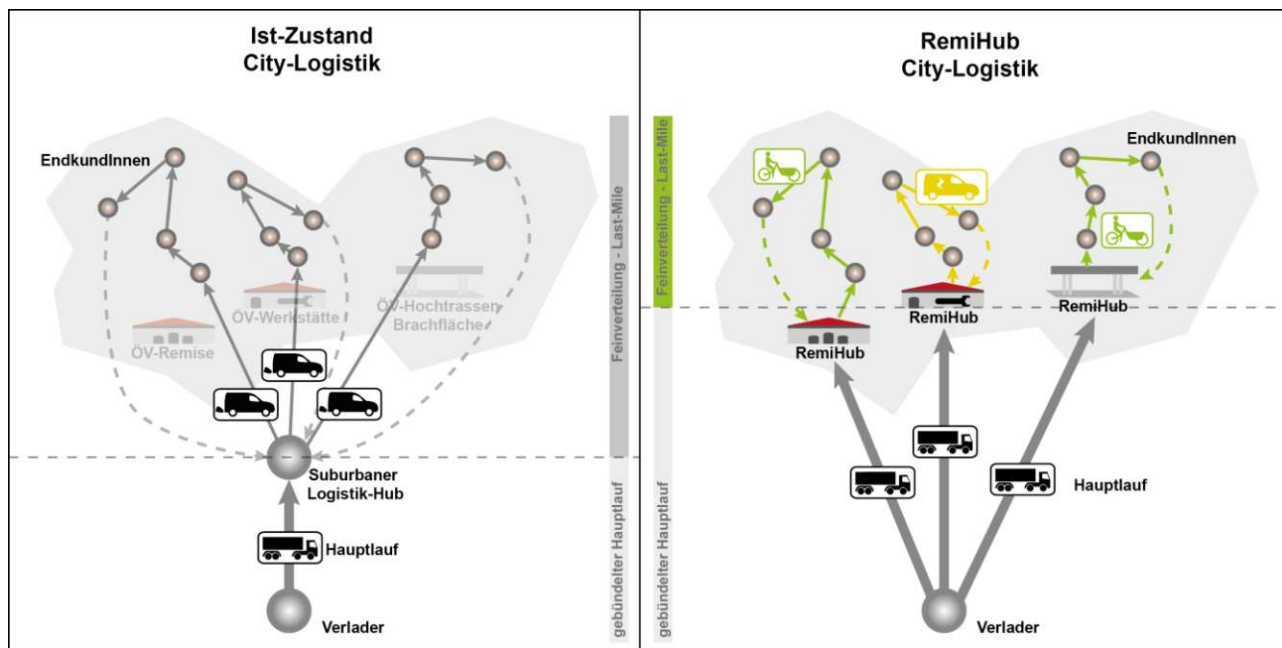 Ist-Zustand
City-Logistik
EndkundInnen
ÖV-Remise
ÖV-Werkstätte
ÖV-Hochtrassen
Brachfläche
Suburbaner
Logistik-Hub
Hauptlauf
Verlader
Feinverteilung - Last-Mile
gebündelter Hauptlauf
RemiHub
City-Logistik
Feinverteilung - Last-Mile
gebündelter Hauptlauf
EndkundInnen
RemiHub
RemiHub
RemiHub
Hauptlauf
Verlader